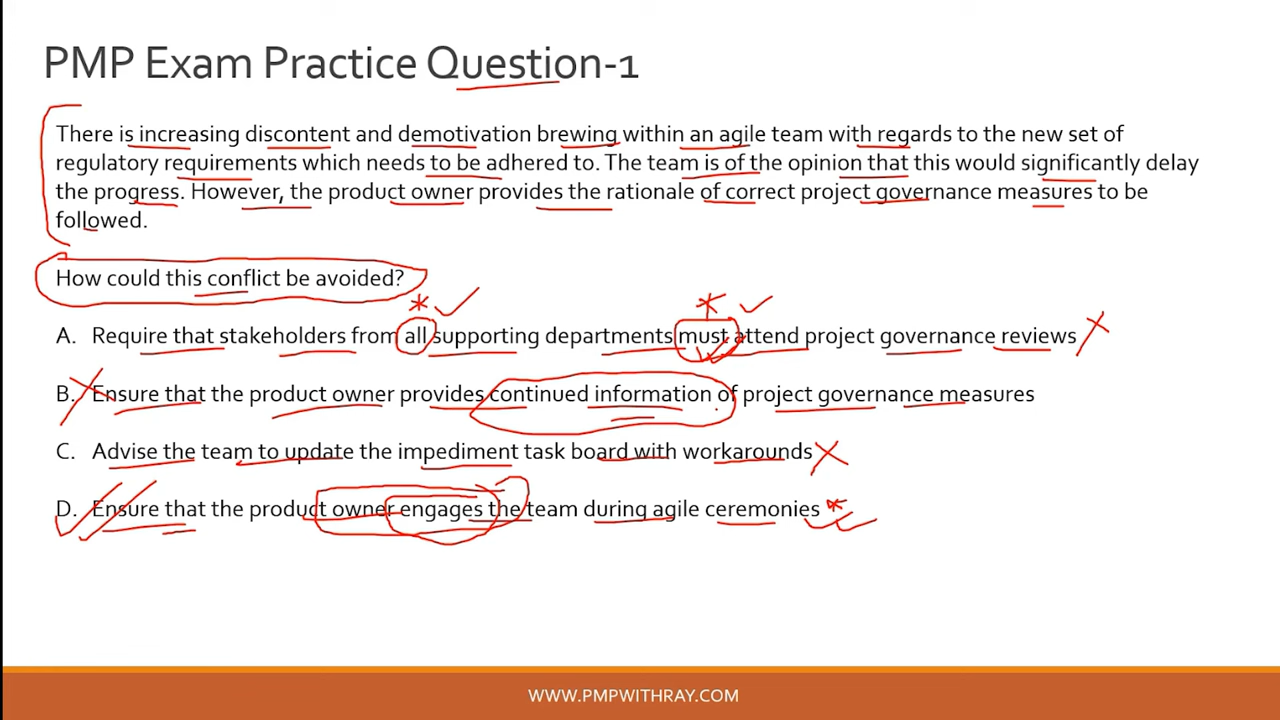 PMP Exam Practice Question-1
There is increasing discontent and demotivation brewing within an agile team with regards to the new set of
regulatory requirements which needs to be adhered to. The team is of the opinion that this would significantly delay
the progress. However, the product owner provides the rationale of correct project governance measures to be
followed.
How could this conflict be avoided?
A. Require that stakeholders from all supporting departments must attend project governance reviews
B. Ensure that the product owner provides continued information of project governance measures
C. Advise the team to update the impediment task board with workarounds
D. Ensure that the product owner engages the team during agile ceremonies
WWW.PMPWITHRAY.COM